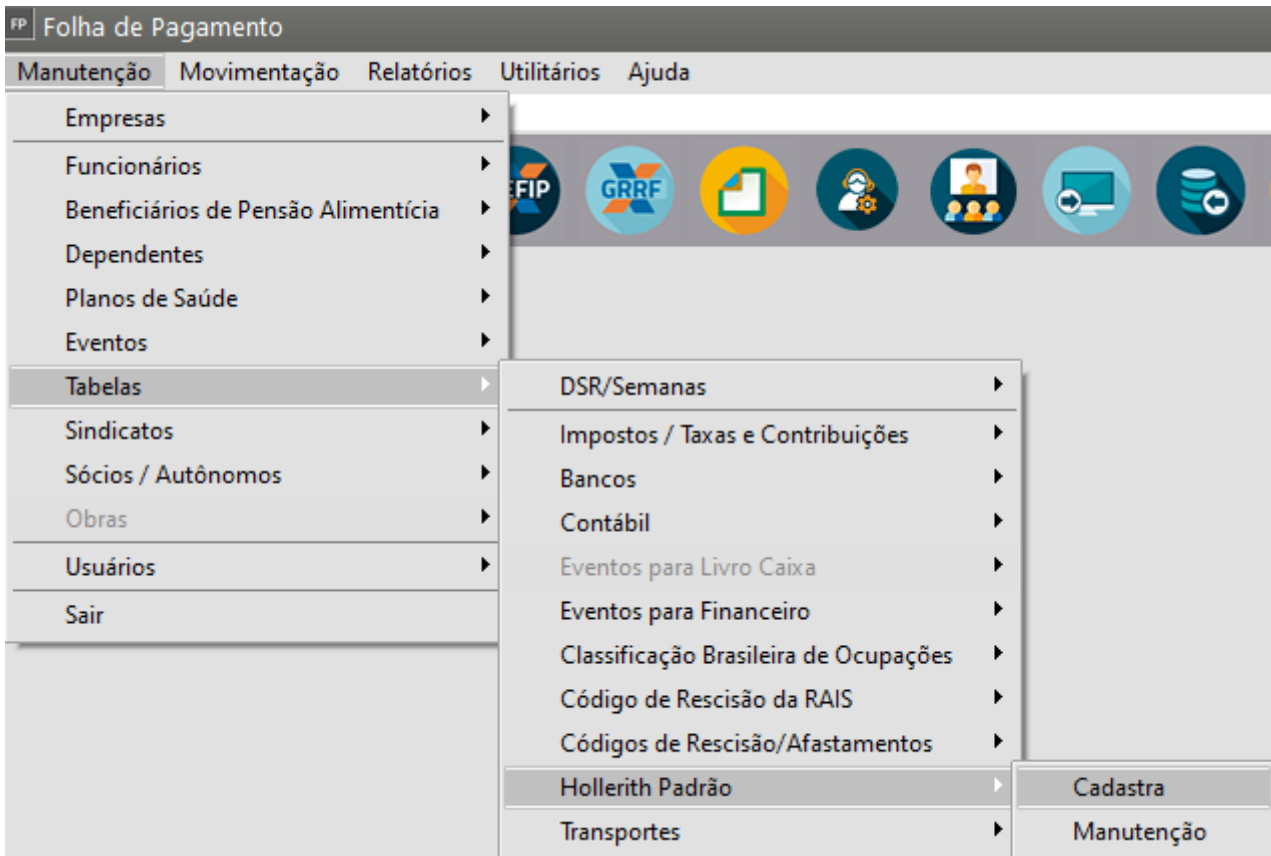 FP Folha de Pagamento
Manutenção Movimentação Relatórios Utilitários Ajuda
Empresas
Funcionários
Beneficiários de Pensão Alimentícia
Dependentes
Planos de Saúde
Eventos
Tabelas
Sindicatos
Sócios / Autônomos
Obras
Usuários
Sair
EFIP
GRRF
DSR/Semanas
Impostos / Taxas e Contribuições
Bancos
Contábil
Eventos para Livro Caixa
Eventos para Financeiro
Classificação Brasileira de Ocupações
Código de Rescisão da RAIS
Códigos de Rescisão/Afastamentos
Hollerith Padrão
Transportes
Cadastra
Manutenção